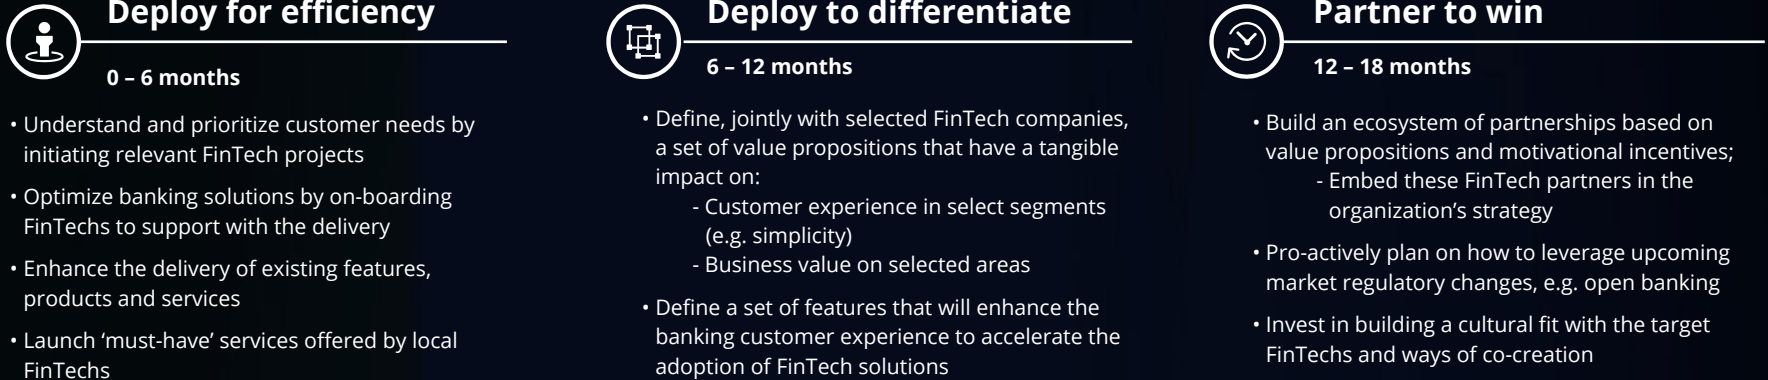 Deploy for efficiency
0 – 6 months
• Understand and prioritize customer needs by
initiating relevant FinTech projects
• Optimize banking solutions by on-boarding
FinTechs to support with the delivery
• Enhance the delivery of existing features,
products and services
• Launch ‘must-have’ services offered by local
FinTechs
Deploy to differentiate
6 – 12 months
• Define, jointly with selected FinTech companies,
a set of value propositions that have a tangible
impact on:
- Customer experience in select segments
(e.g. simplicity)
- Business value on selected areas
• Define a set of features that will enhance the
banking customer experience to accelerate the
adoption of FinTech solutions
Partner to win
12 – 18 months
• Build an ecosystem of partnerships based on
value propositions and motivational incentives;
- Embed these FinTech partners in the
organization’s strategy
• Pro-actively plan on how to leverage upcoming
market regulatory changes, e.g. open banking
• Invest in building a cultural fit with the target
FinTechs and ways of co-creation